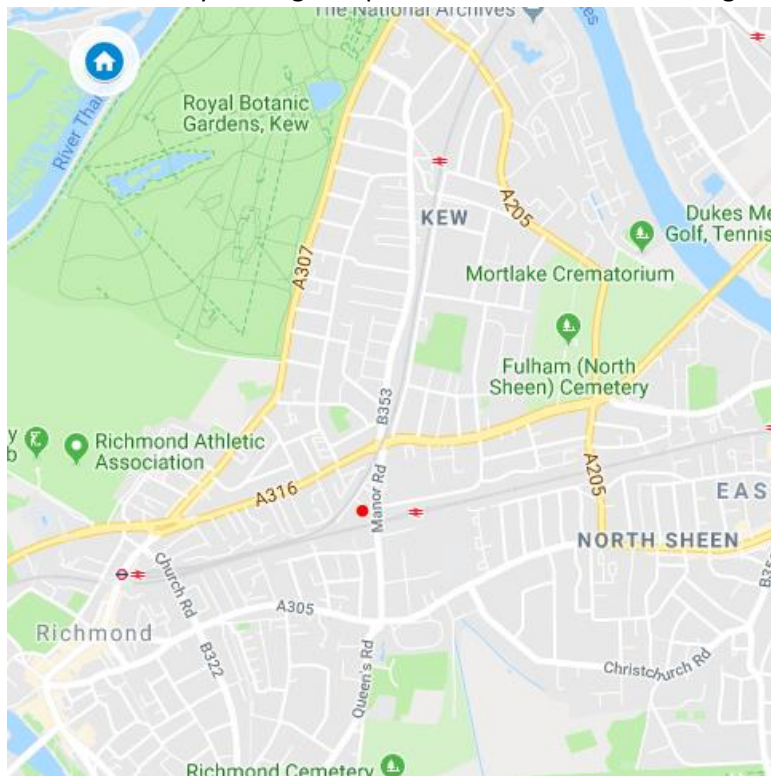 The National Archives
River Thar
Royal Botanic
Gardens, Kew
A205
KEW
Dukes Me
Golf, Tennis
A307
Mortlake Crematorium
Fulham (North
Sheen) Cemetery
B353
y
b
Richmond Athletic
Association
A316
Manor Rd
A205
EAS
NORTH SHEEN
church Rd
A305
Richmond
B322
Queen's Rd
Christchurch Rd
Richmond Cemetery